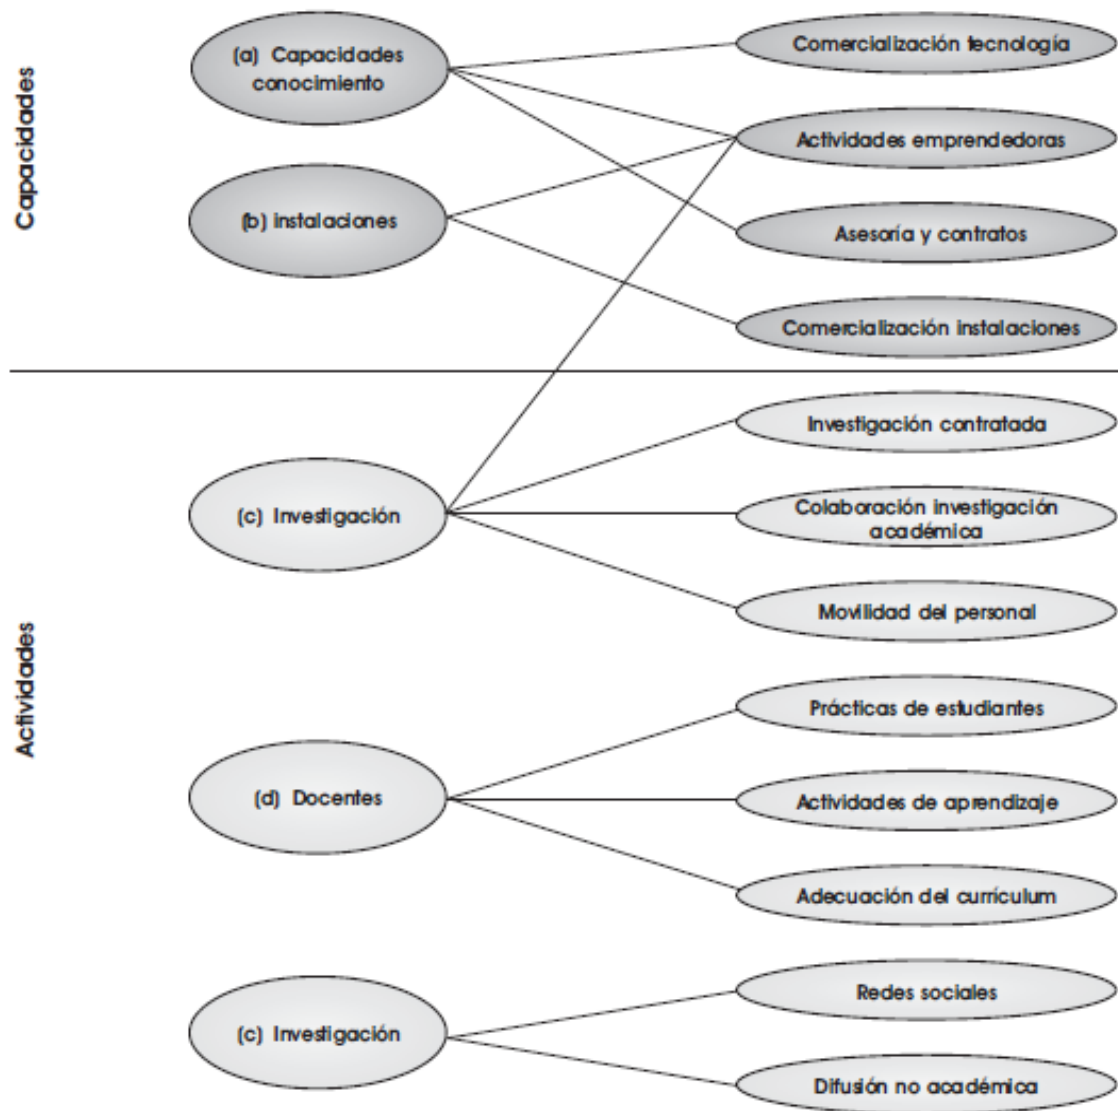 Capacidades
(a) Capacidades
conocimiento
Comercialización tecnología
Actividades emprendedoras
(b) instalaciones
Asesoría y contratos
Comercialización instalaciones
Actividades
Investigación contratada
(c) Investigación
Colaboración investigación
académica
Movilidad del personal
Prácticas de estudiantes
(d) Docentes
Actividades de aprendizaje
Adecuación del currículum
(c) Investigación
Redes sociales
Difusión no académica